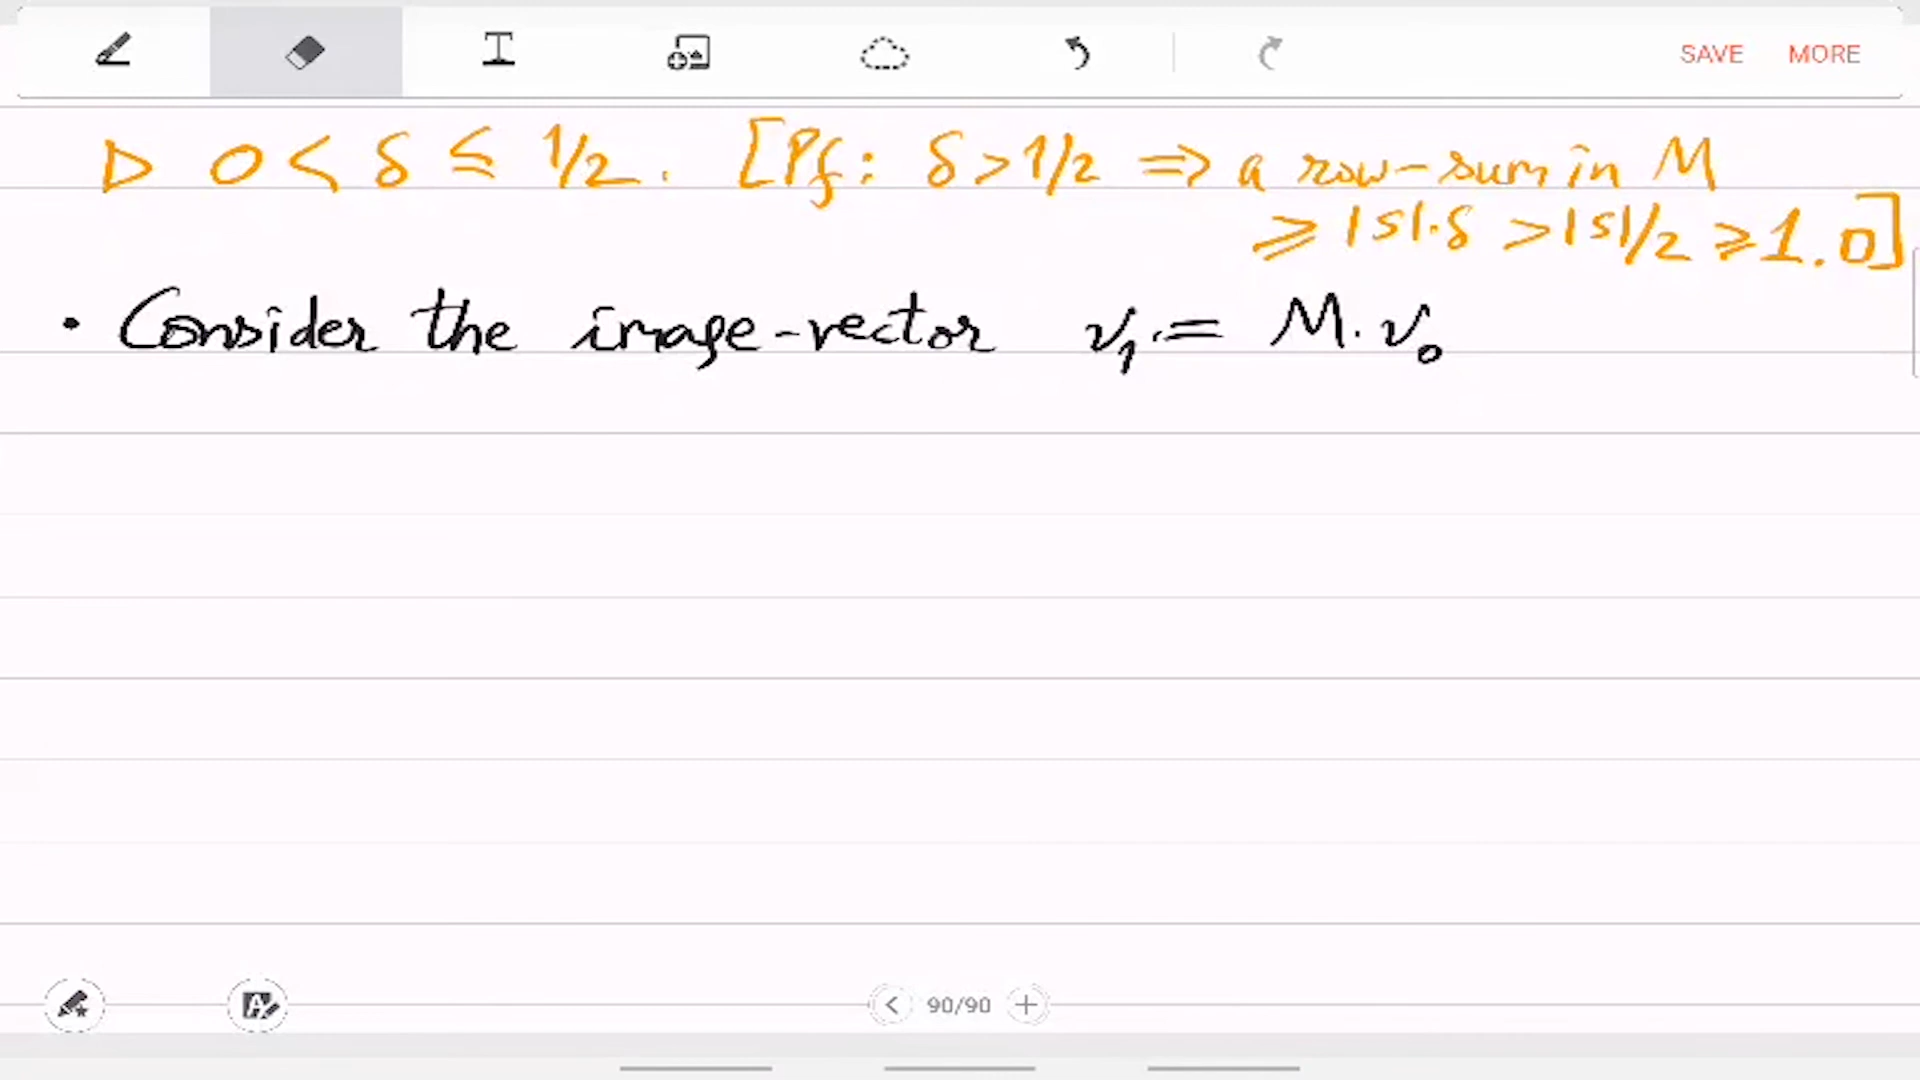 SAVE MORE
▷ 0 < δ ≤ 1/2. [Pf: δ > 1/2 ⇒ a row-sum in M
≥ |S|·δ > |S|/2 ≥ 1. □]
• Consider the image-vector v₁ := M·v₀
90/90